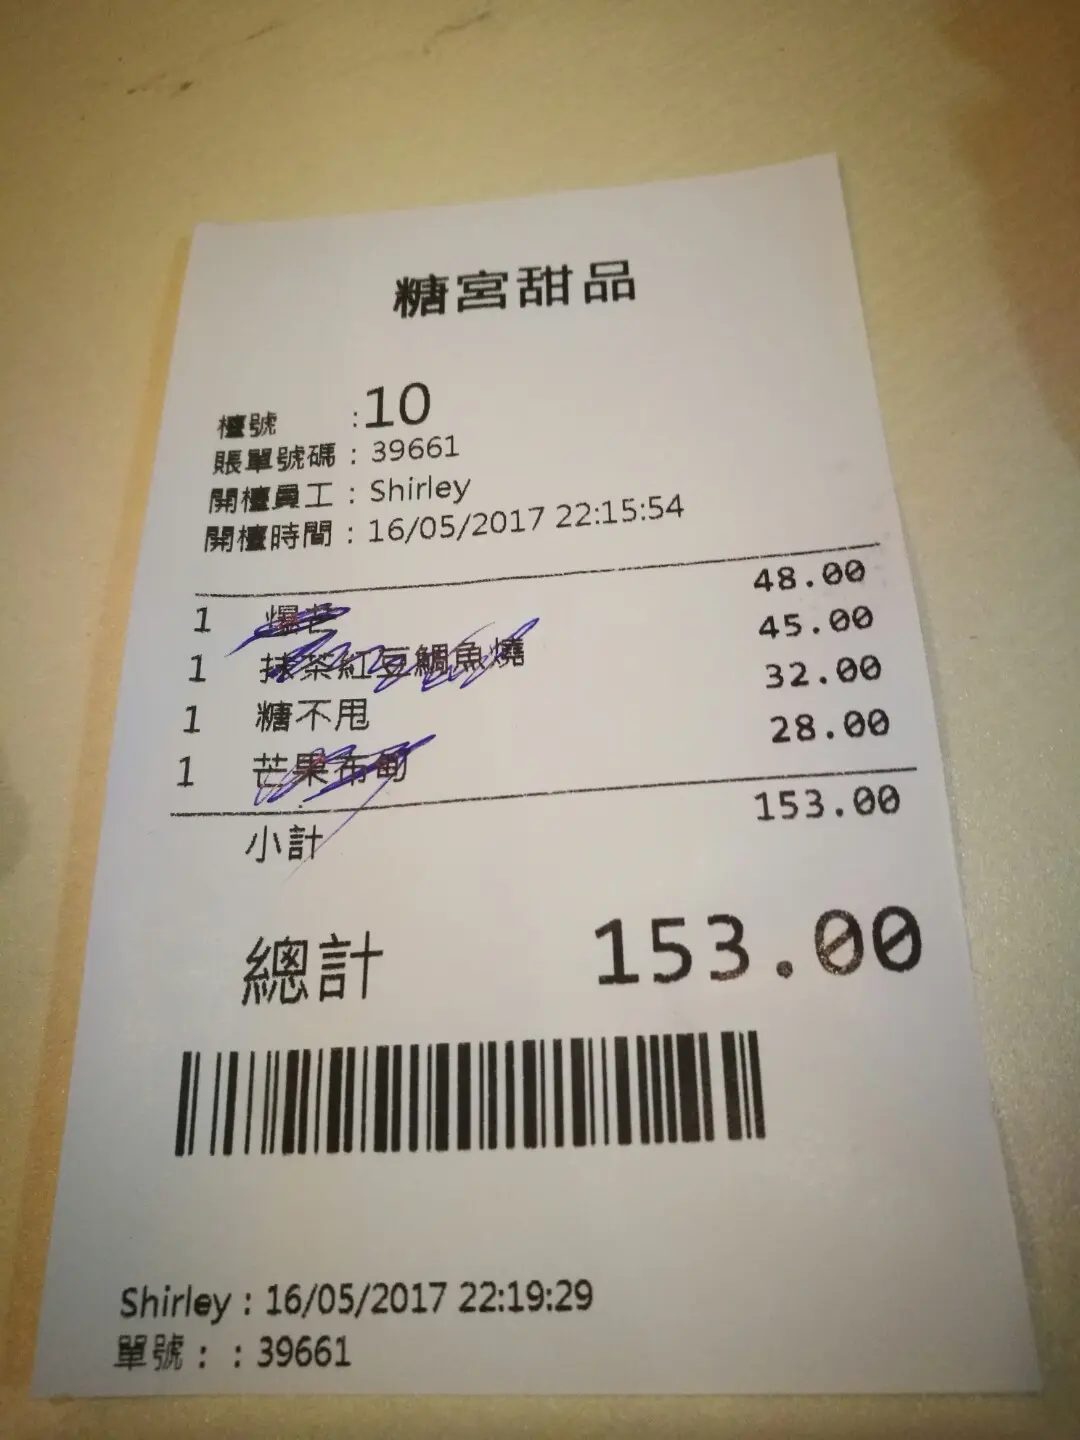 糖宮甜品
檯號 :10
賬單號碼 : 39661
開檯員工 : Shirley
開檯時間 : 16/05/2017 22:15:54
1 爆芒 48.00
1 抹茶紅豆鯛魚燒 45.00
1 糖不甩 32.00
1 芒果布甸 28.00
小計 153.00
總計 153.00
Shirley : 16/05/2017 22:19:29
單號 : : 39661